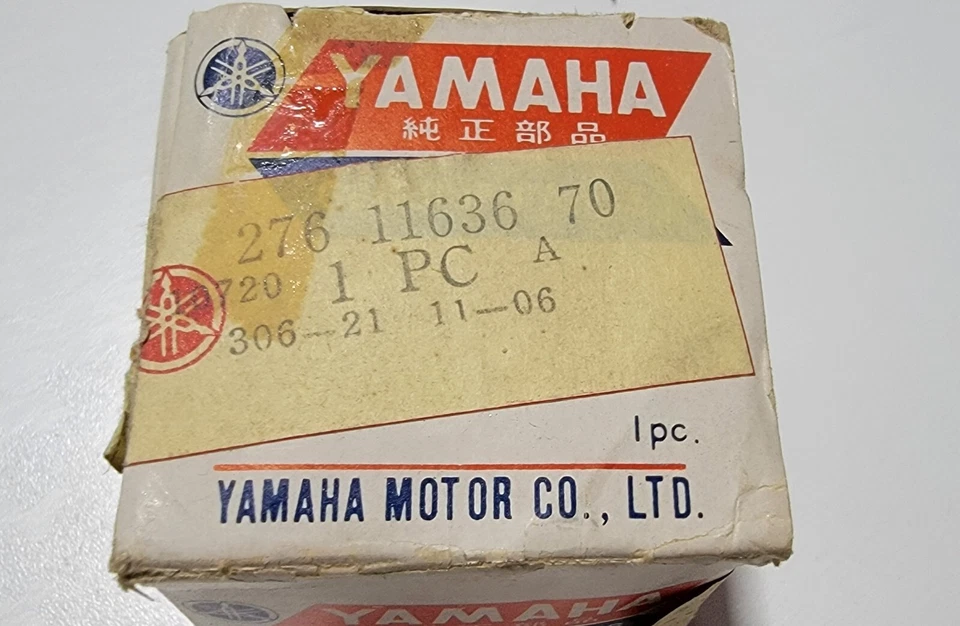 YAMAHA
純正部品
276 11636 70
720 1 PC A
306-21 11-06
1pc.
YAMAHA MOTOR CO., LTD.
YAMAHA